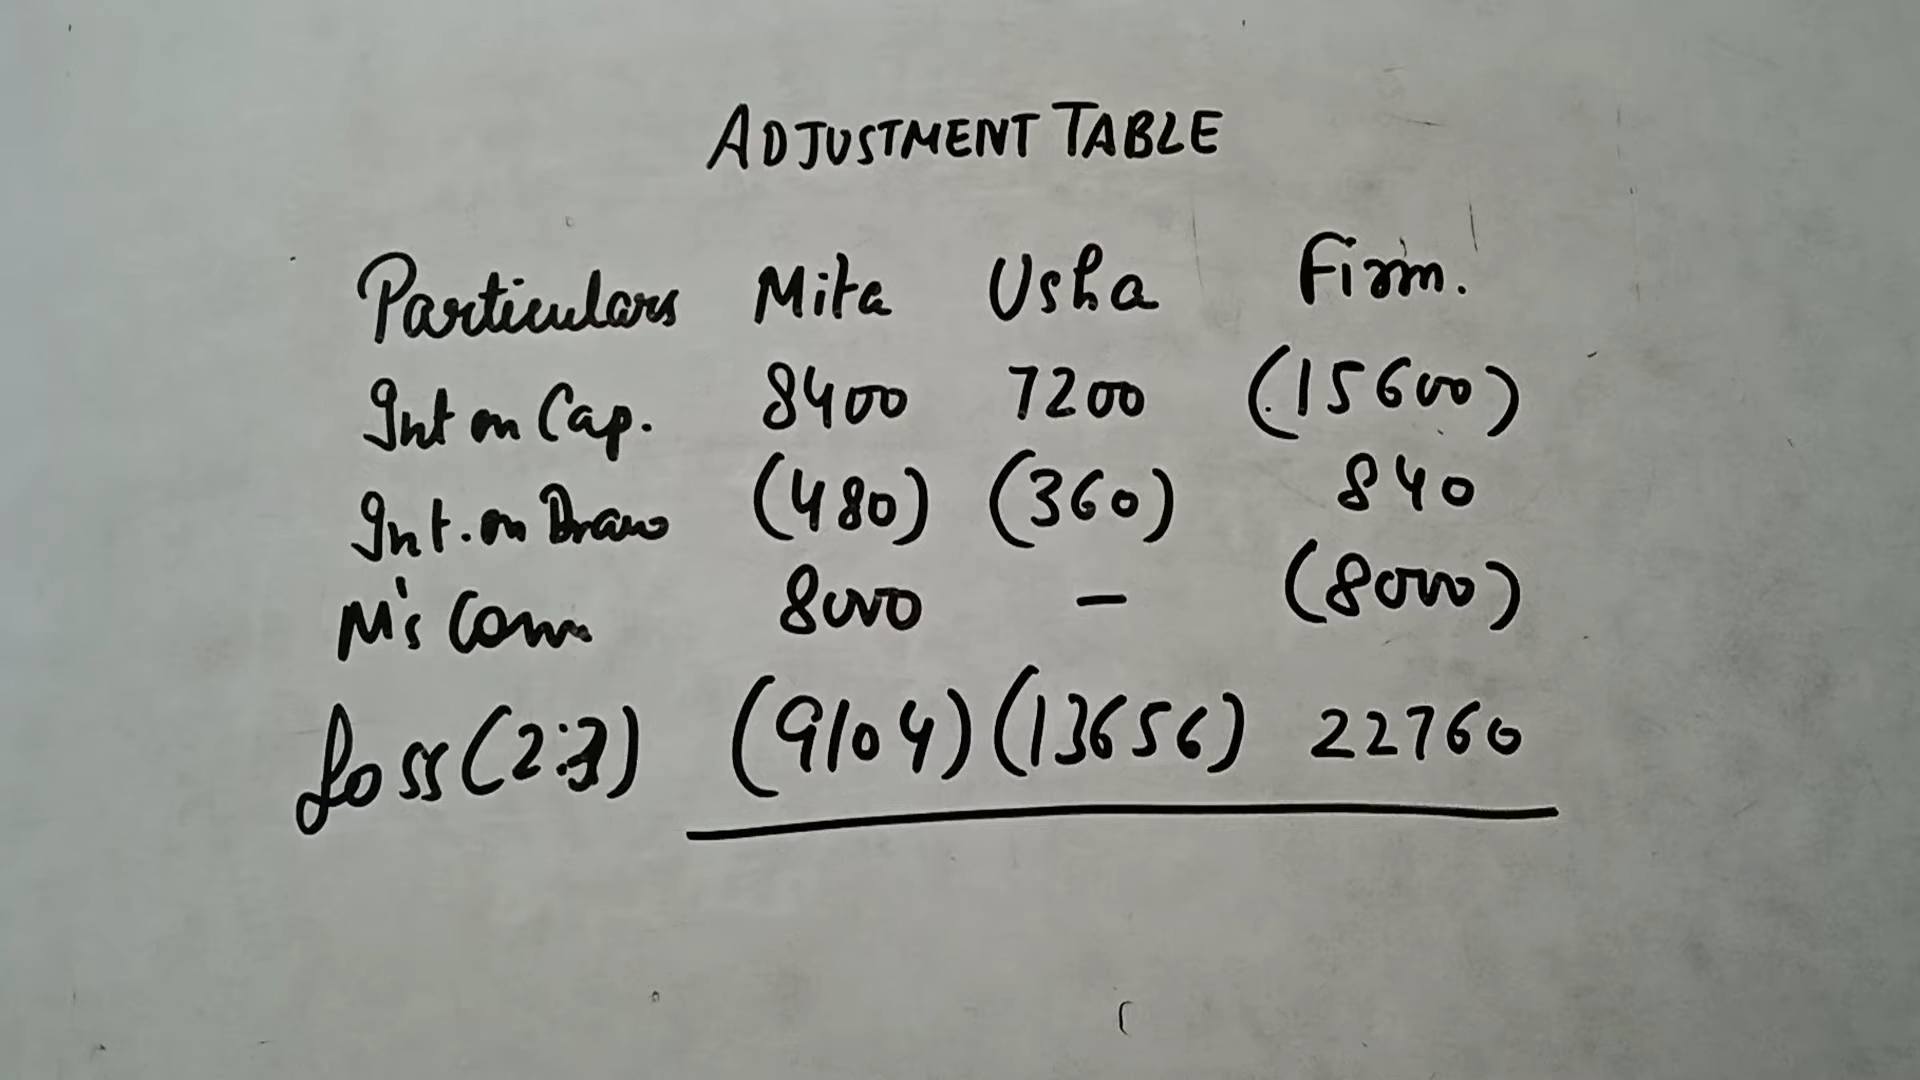 ADJUSTMENT TABLE
Particulars Mita Usha Firm.
Int on Cap. 8400 7200 (15600)
Int. on Draw (480) (360) 840
M's Com 8000 - (8000)
Loss (2:3) (9104) (13656) 22760